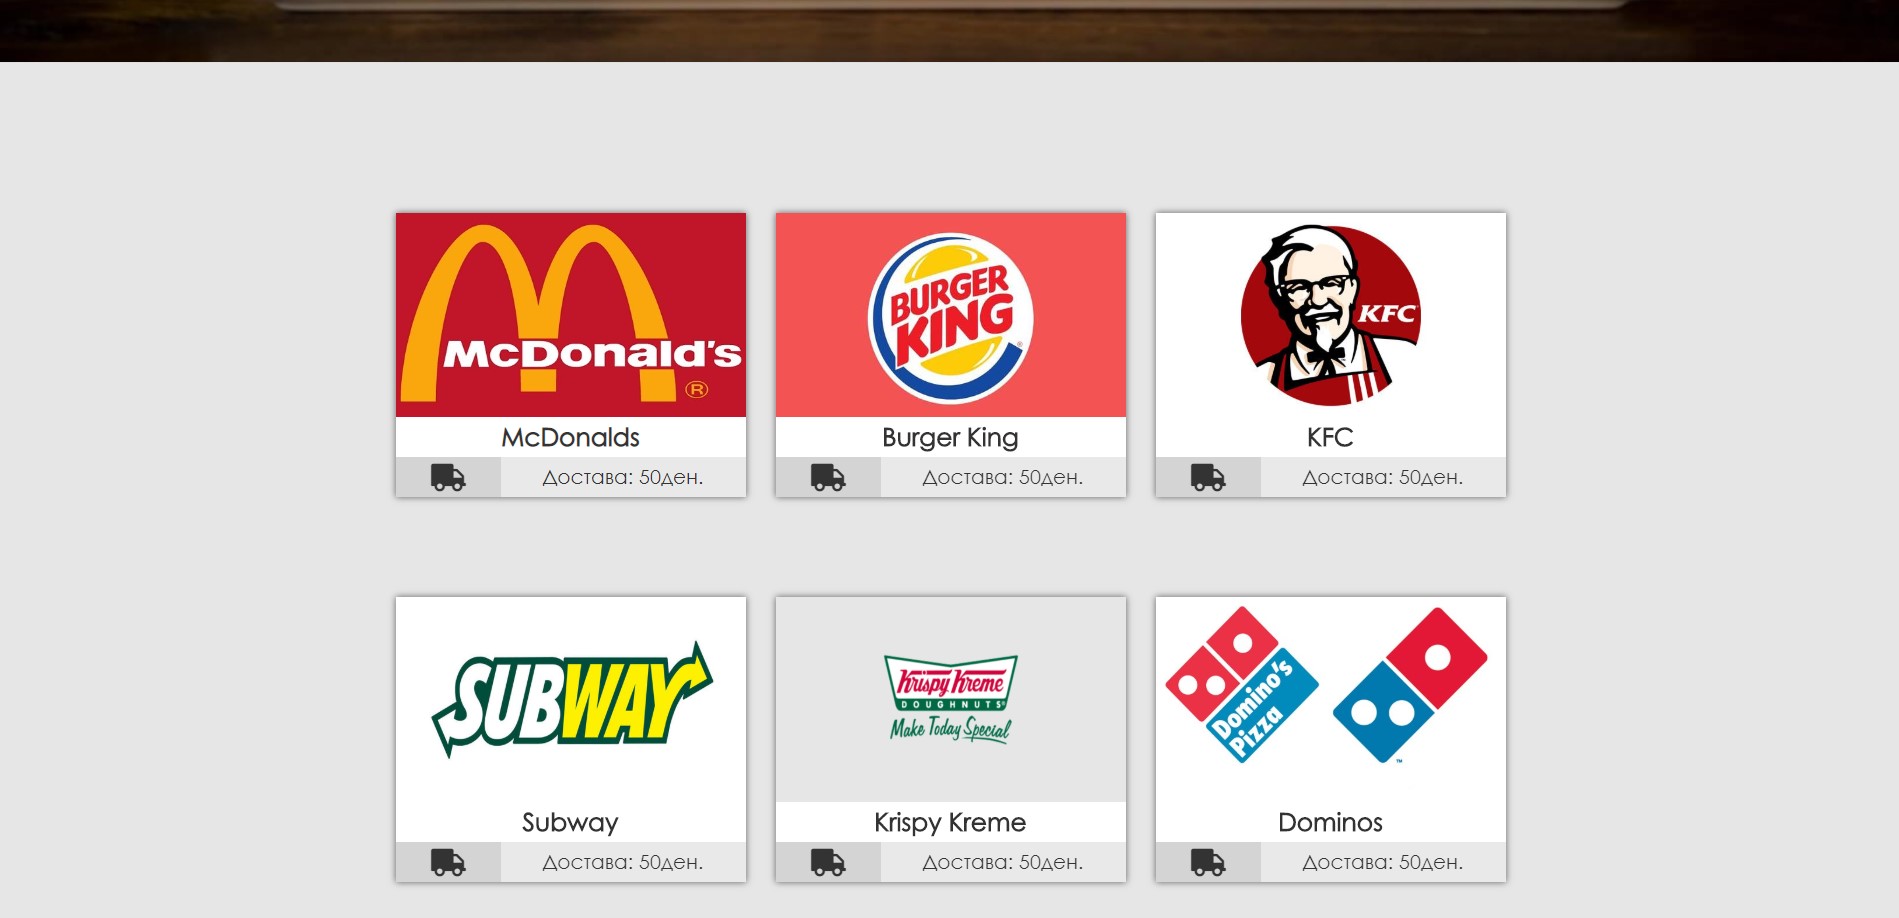 McDonald's
®
McDonalds
Достава: 50ден.
BURGER
KING
®
Burger King
Достава: 50ден.
KFC
KFC
Достава: 50ден.
SUBWAY
Subway
Достава: 50ден.
Krispy Kreme
DOUGHNUTS®
Make Today Special
Krispy Kreme
Достава: 50ден.
Domino's
Pizza
™
Dominos
Достава: 50ден.